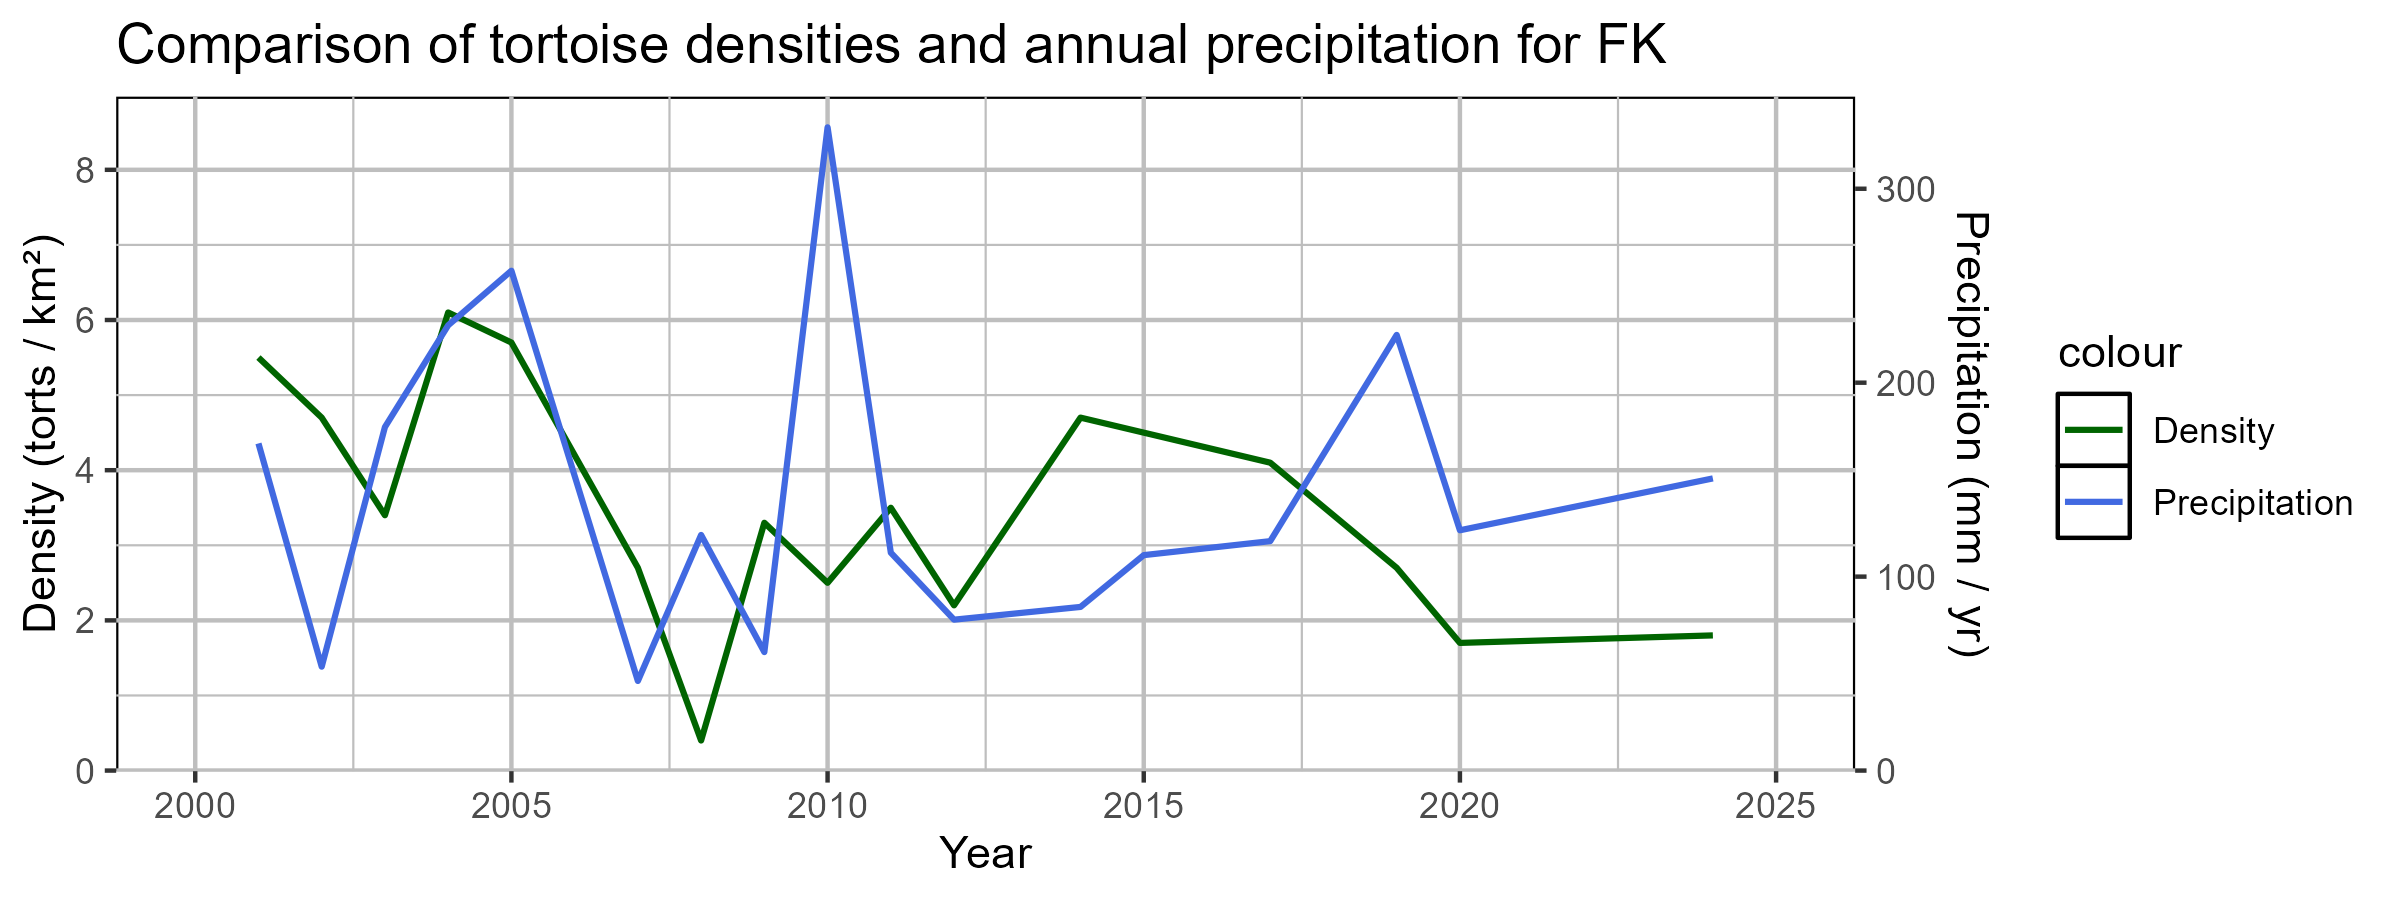 Comparison of tortoise densities and annual precipitation for FK
Density (torts / km²)
8
6
4
2
0
300
200
100
0
Precipitation (mm / yr)
2000 2005 2010 2015 2020 2025
Year
colour
Density
Precipitation